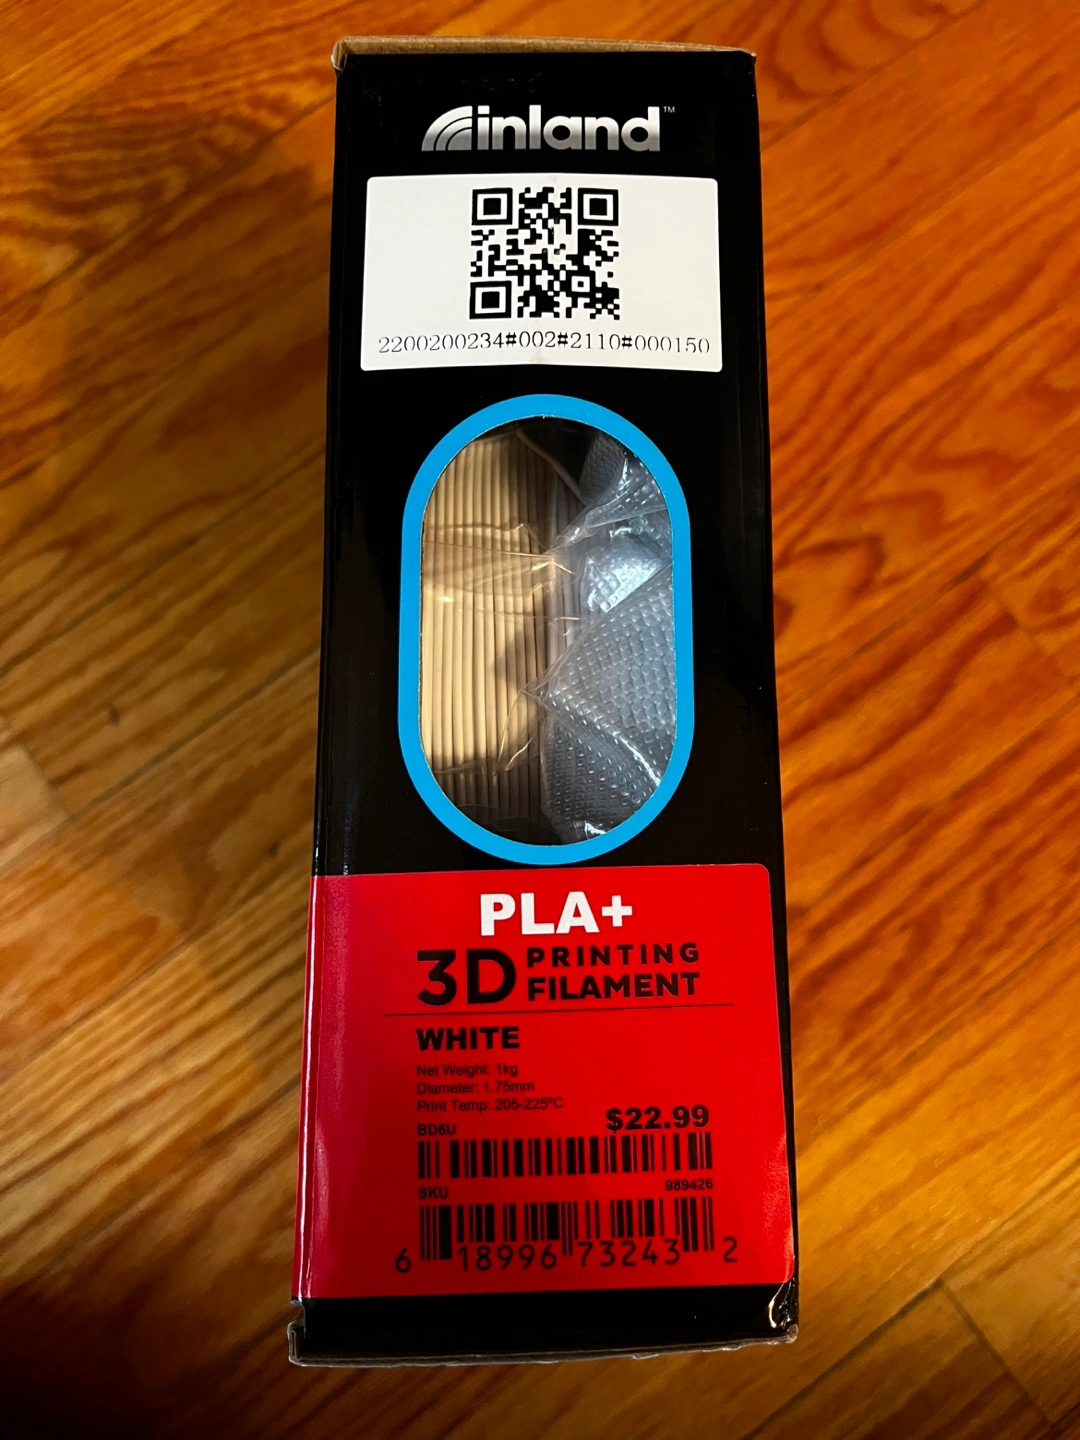 inland™
2200200234#002#2110#000150
PLA+
3D PRINTING
FILAMENT
WHITE
Net Weight: 1kg
Diameter: 1.75mm
Print Temp: 205-225ºC
BD6U $22.99
SKU 989426
6 18996 73243 2